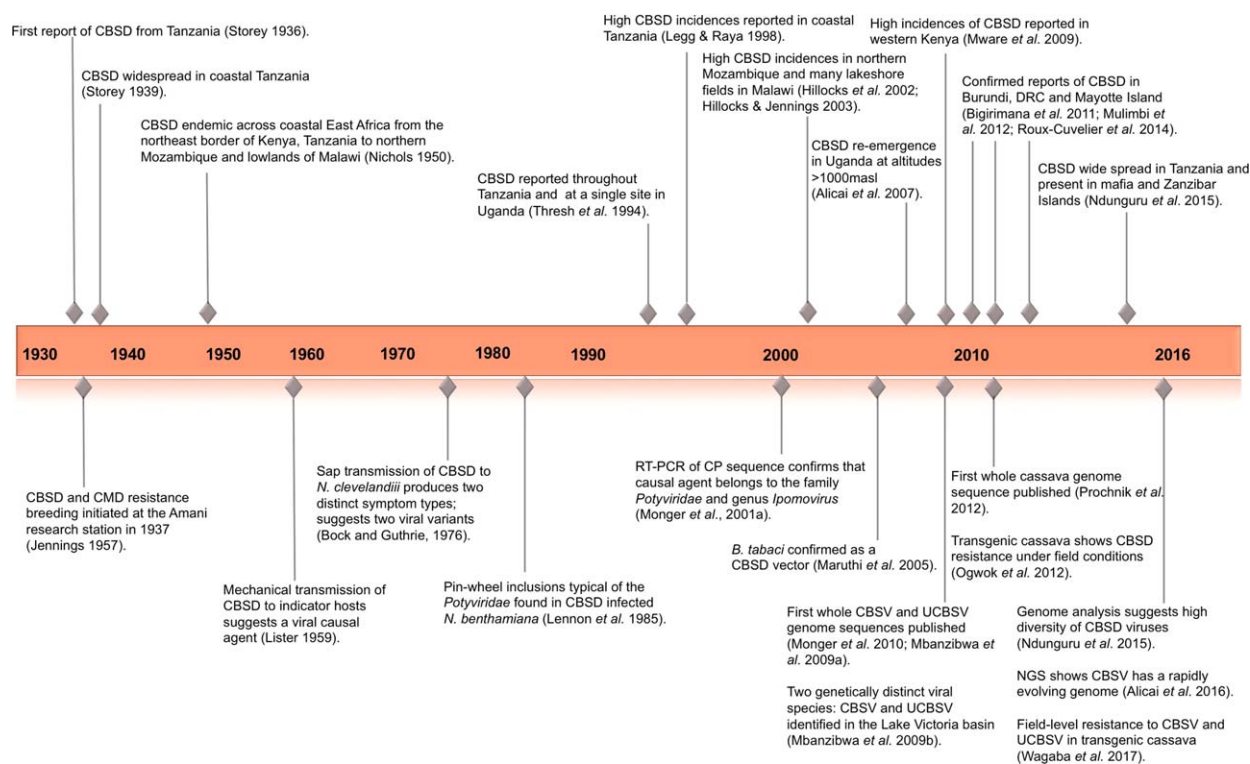 First report of CBSD from Tanzania (Storey 1936).
CBSD widespread in coastal Tanzania
(Storey 1939).
CBSD endemic across coastal East Africa from the
northeast border of Kenya, Tanzania to northern
Mozambique and lowlands of Malawi (Nichols 1950).
CBSD reported throughout
Tanzania and at a single site in
Uganda (Thresh et al. 1994).
High CBSD incidences reported in coastal
Tanzania (Legg & Raya 1998).
High CBSD incidences in northern
Mozambique and many lakeshore
fields in Malawi (Hillocks et al. 2002;
Hillocks & Jennings 2003).
CBSD re-emergence
in Uganda at altitudes
>1000masl
(Alicai et al. 2007).
High incidences of CBSD reported in
western Kenya (Mware et al. 2009).
Confirmed reports of CBSD in
Burundi, DRC and Mayotte Island
(Bigirimana et al. 2011; Mulimbi et
al. 2012; Roux-Cuvelier et al. 2014).
CBSD wide spread in Tanzania and
present in mafia and Zanzibar
Islands (Ndunguru et al. 2015).
1930 1940 1950 1960 1970 1980 1990 2000 2010 2016
CBSD and CMD resistance
breeding initiated at the Amani
research station in 1937
(Jennings 1957).
Mechanical transmission of
CBSD to indicator hosts
suggests a viral causal
agent (Lister 1959).
Sap transmission of CBSD to
N. clevelandiii produces two
distinct symptom types;
suggests two viral variants
(Bock and Guthrie, 1976).
Pin-wheel inclusions typical of the
Potyviridae found in CBSD infected
N. benthamiana (Lennon et al. 1985).
RT-PCR of CP sequence confirms that
causal agent belongs to the family
Potyviridae and genus Ipomovirus
(Monger et al., 2001a).
B. tabaci confirmed as a
CBSD vector (Maruthi et al. 2005).
First whole CBSV and UCBSV
genome sequences published
(Monger et al. 2010; Mbanzibwa et
al. 2009a).
Two genetically distinct viral
species: CBSV and UCBSV
identified in the Lake Victoria basin
(Mbanzibwa et al. 2009b).
First whole cassava genome
sequence published (Prochnik et al.
2012).
Transgenic cassava shows CBSD
resistance under field conditions
(Ogwok et al. 2012).
Genome analysis suggests high
diversity of CBSD viruses
(Ndunguru et al. 2015).
NGS shows CBSV has a rapidly
evolving genome (Alicai et al. 2016).
Field-level resistance to CBSV and
UCBSV in transgenic cassava
(Wagaba et al. 2017).